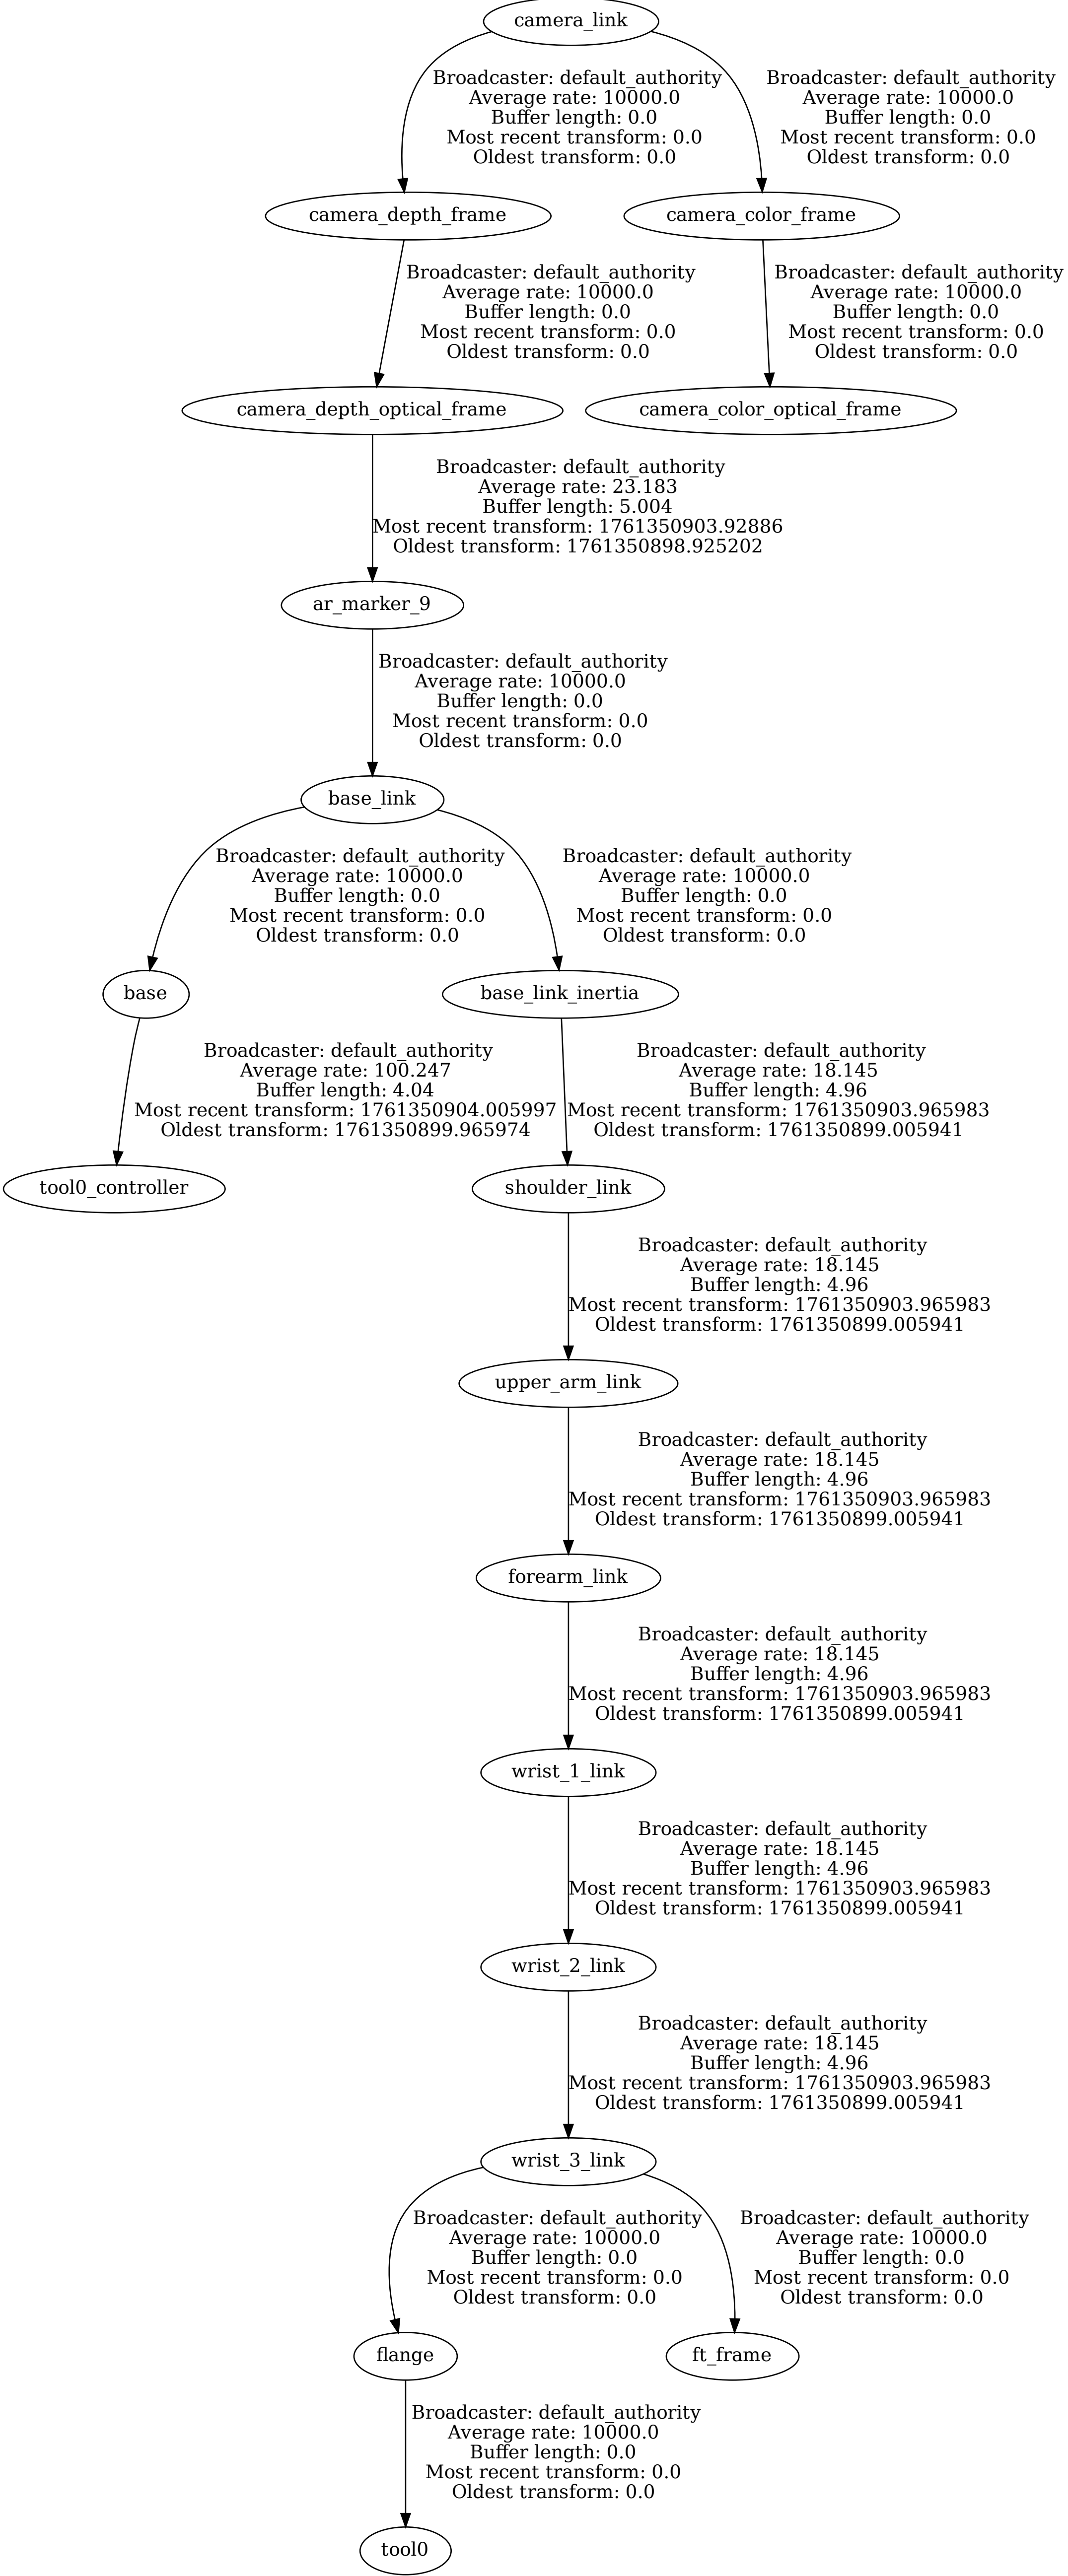 camera_link
Broadcaster: default_authority
Average rate: 10000.0
Buffer length: 0.0
Most recent transform: 0.0
Oldest transform: 0.0
Broadcaster: default_authority
Average rate: 10000.0
Buffer length: 0.0
Most recent transform: 0.0
Oldest transform: 0.0
camera_depth_frame
camera_color_frame
Broadcaster: default_authority
Average rate: 10000.0
Buffer length: 0.0
Most recent transform: 0.0
Oldest transform: 0.0
Broadcaster: default_authority
Average rate: 10000.0
Buffer length: 0.0
Most recent transform: 0.0
Oldest transform: 0.0
camera_depth_optical_frame
camera_color_optical_frame
Broadcaster: default_authority
Average rate: 23.183
Buffer length: 5.004
Most recent transform: 1761350903.92886
Oldest transform: 1761350898.925202
ar_marker_9
Broadcaster: default_authority
Average rate: 10000.0
Buffer length: 0.0
Most recent transform: 0.0
Oldest transform: 0.0
base_link
Broadcaster: default_authority
Average rate: 10000.0
Buffer length: 0.0
Most recent transform: 0.0
Oldest transform: 0.0
Broadcaster: default_authority
Average rate: 10000.0
Buffer length: 0.0
Most recent transform: 0.0
Oldest transform: 0.0
base
base_link_inertia
Broadcaster: default_authority
Average rate: 100.247
Buffer length: 4.04
Most recent transform: 1761350904.005997
Oldest transform: 1761350899.965974
Broadcaster: default_authority
Average rate: 18.145
Buffer length: 4.96
Most recent transform: 1761350903.965983
Oldest transform: 1761350899.005941
tool0_controller
shoulder_link
Broadcaster: default_authority
Average rate: 18.145
Buffer length: 4.96
Most recent transform: 1761350903.965983
Oldest transform: 1761350899.005941
upper_arm_link
Broadcaster: default_authority
Average rate: 18.145
Buffer length: 4.96
Most recent transform: 1761350903.965983
Oldest transform: 1761350899.005941
forearm_link
Broadcaster: default_authority
Average rate: 18.145
Buffer length: 4.96
Most recent transform: 1761350903.965983
Oldest transform: 1761350899.005941
wrist_1_link
Broadcaster: default_authority
Average rate: 18.145
Buffer length: 4.96
Most recent transform: 1761350903.965983
Oldest transform: 1761350899.005941
wrist_2_link
Broadcaster: default_authority
Average rate: 18.145
Buffer length: 4.96
Most recent transform: 1761350903.965983
Oldest transform: 1761350899.005941
wrist_3_link
Broadcaster: default_authority
Average rate: 10000.0
Buffer length: 0.0
Most recent transform: 0.0
Oldest transform: 0.0
Broadcaster: default_authority
Average rate: 10000.0
Buffer length: 0.0
Most recent transform: 0.0
Oldest transform: 0.0
flange
ft_frame
Broadcaster: default_authority
Average rate: 10000.0
Buffer length: 0.0
Most recent transform: 0.0
Oldest transform: 0.0
tool0